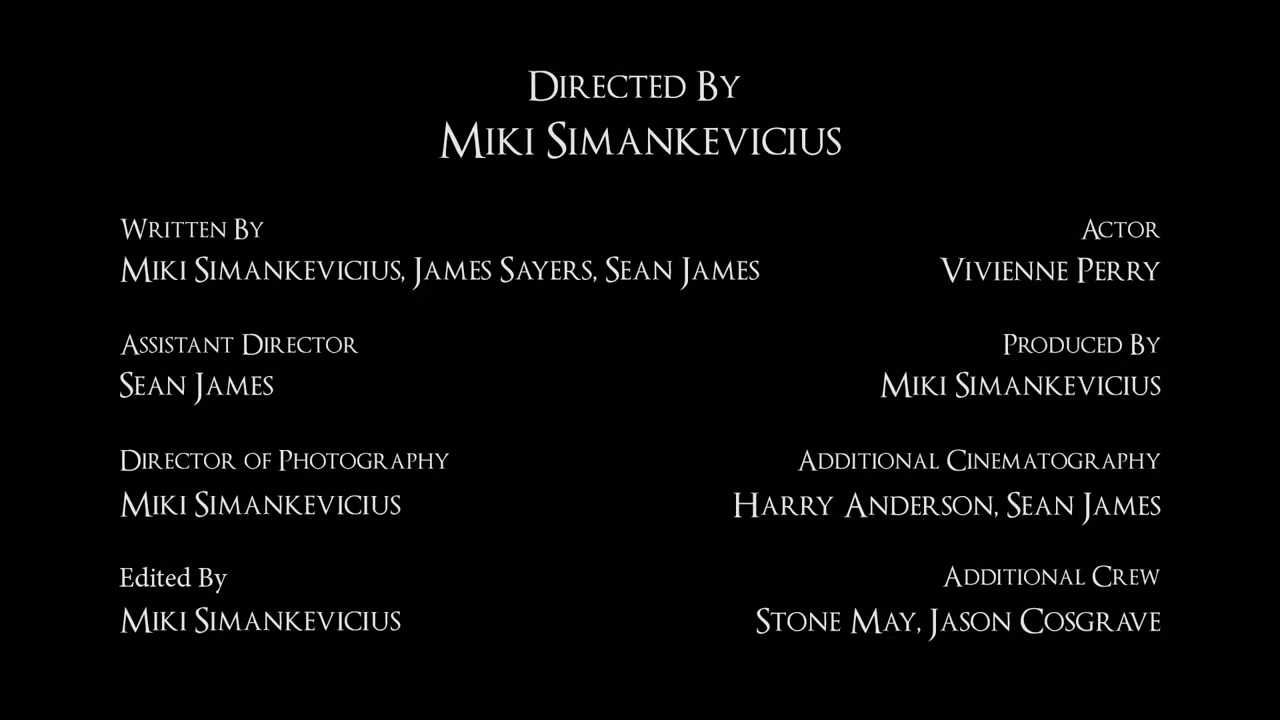 Directed By
Miki Simankevicius
Written By
Miki Simankevicius, James Sayers, Sean James
Actor
Vivienne Perry
Assistant Director
Sean James
Produced By
Miki Simankevicius
Director of Photography
Miki Simankevicius
Additional Cinematography
Harry Anderson, Sean James
Edited By
Miki Simankevicius
Additional Crew
Stone May, Jason Cosgrave